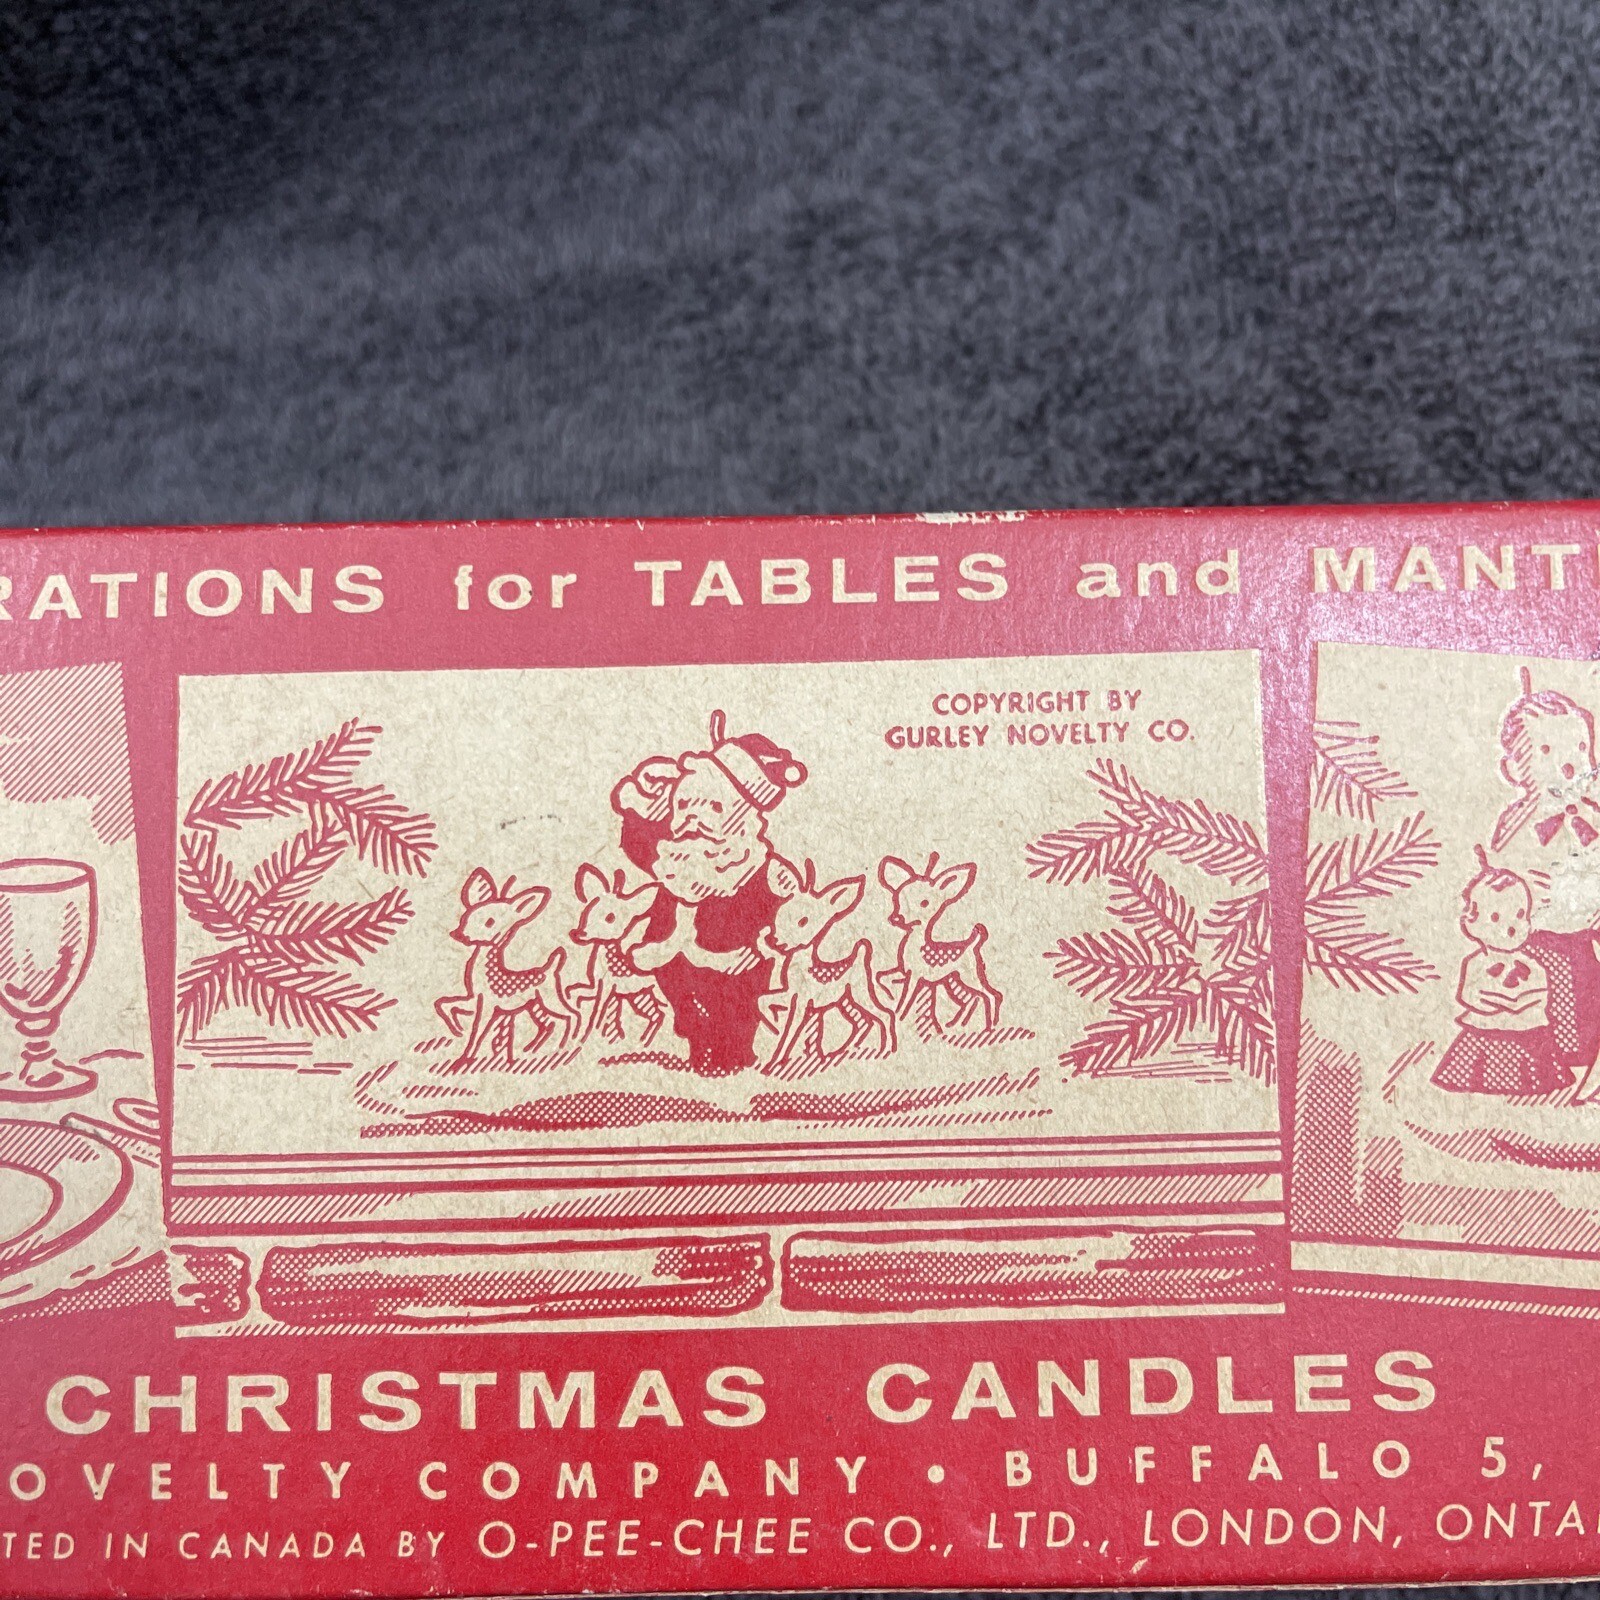 RATIONS for TABLES and MANT
COPYRIGHT BY
GURLEY NOVELTY CO.
CHRISTMAS CANDLES
OVELTY COMPANY • BUFFALO 5,
TED IN CANADA BY O-PEE-CHEE CO., LTD., LONDON, ONTA